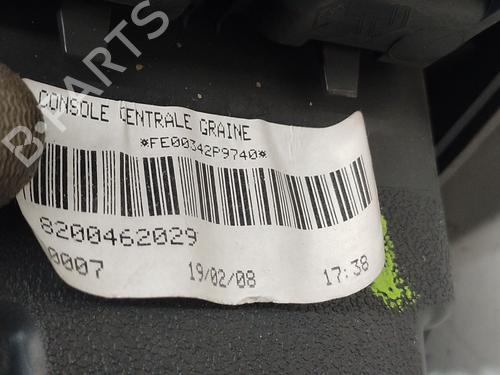 B-PARTS
CONSOLE CENTRALE GRAINE
*FE00342P9740*
8200462029
0007 19/02/08 17:38